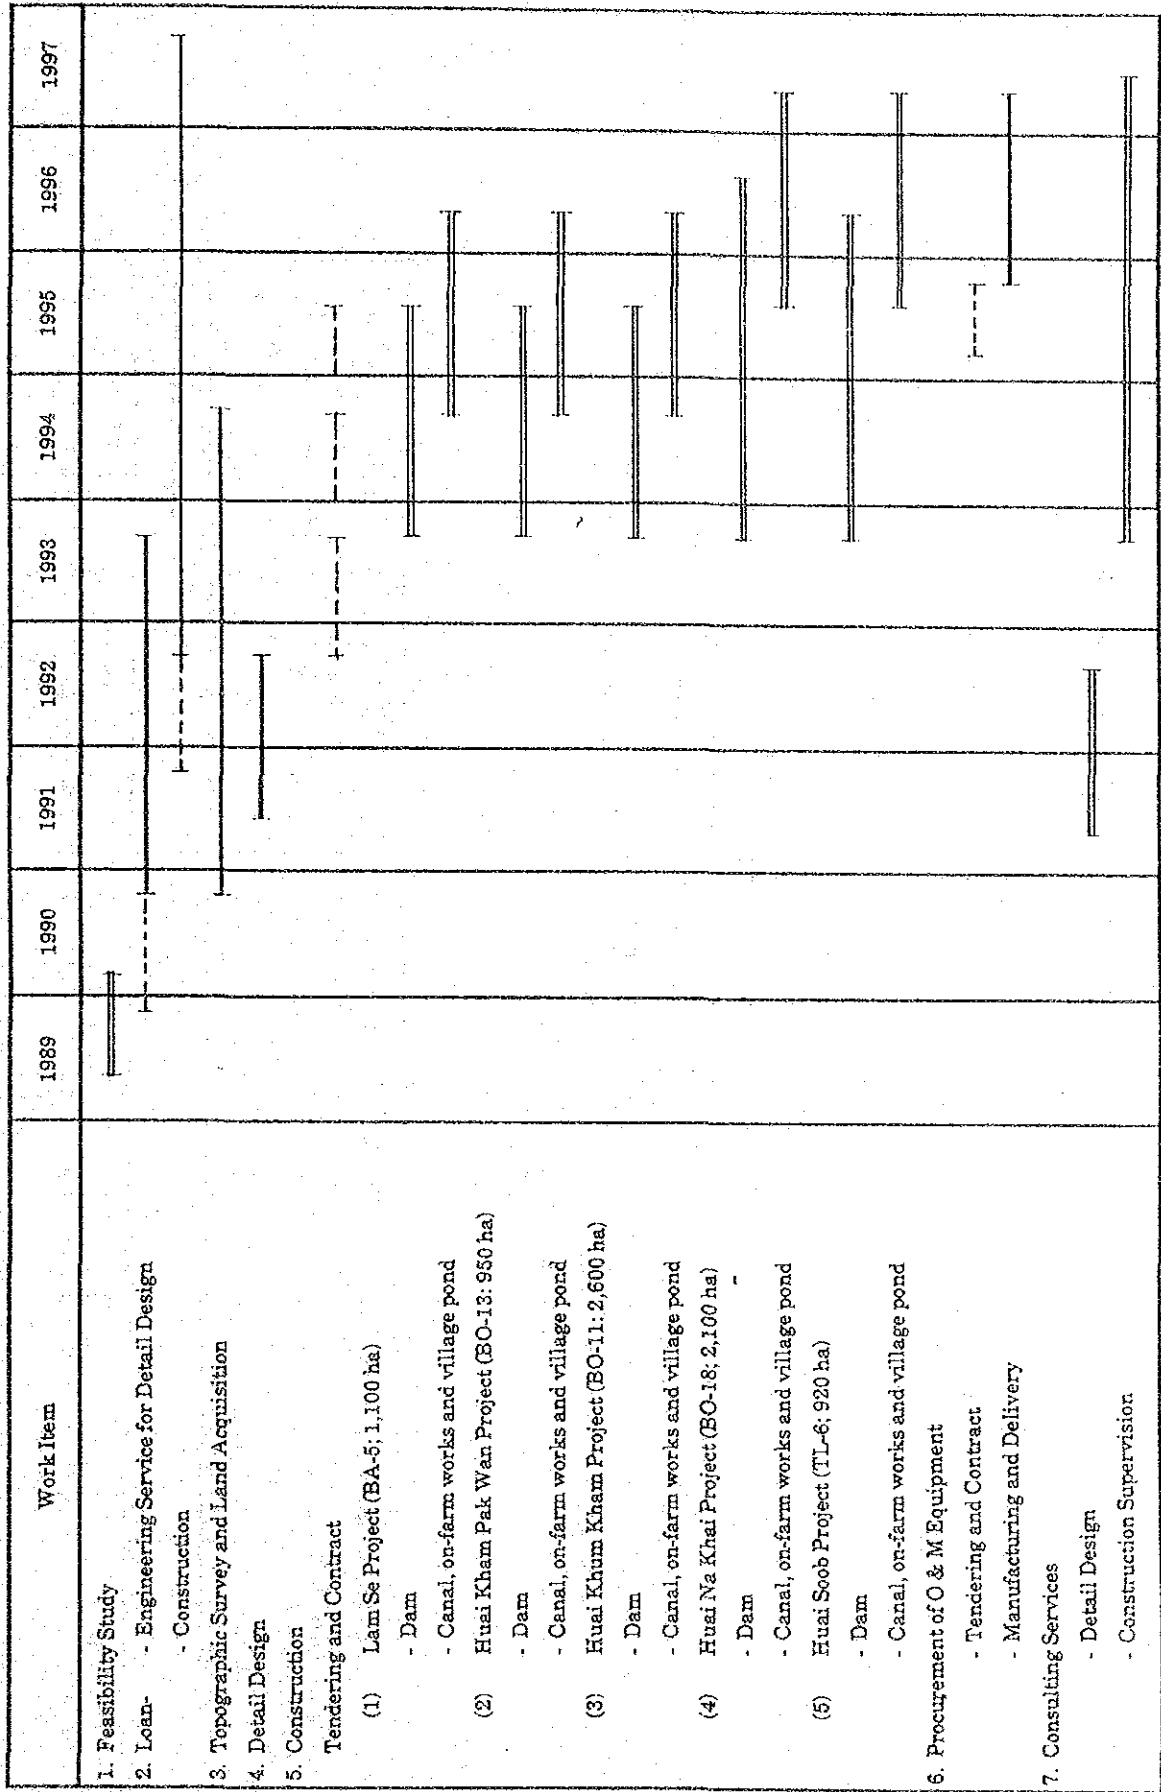 Work Item
1989
1990
1991
1992
1993
1994
1995
1996
1997
1. Feasibility Study
2. Loan- - Engineering Service for Detail Design
- Construction
3. Topographic Survey and Land Acquisition
4. Detail Design
5. Construction
Tendering and Contract
(1) Lam Se Project (BA-5; 1,100 ha)
- Dam
- Canal, on-farm works and village pond
(2) Huai Kham Pak Wan Project (BO-13: 950 ha)
- Dam
- Canal, on-farm works and village pond
(3) Huai Khum Kham Project (BO-11: 2,600 ha)
- Dam
- Canal, on-farm works and village pond
(4) Huai Na Khai Project (BO-18; 2,100 ha)
- Dam
- Canal, on-farm works and village pond
(5) Huai Soob Project (TL-6; 920 ha)
- Dam
- Canal, on-farm works and village pond
6. Procurement of O & M Equipment
- Tendering and Contract
- Manufacturing and Delivery
7. Consulting Services
- Detail Design
- Construction Supervision